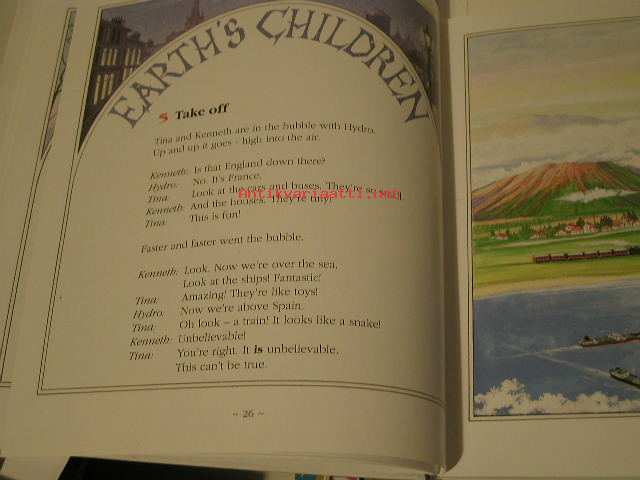 EARTH'S CHILDREN
5 Take off
Tina and Kenneth are in the bubble with Hydro.
Up and up it goes - high into the air.
Kenneth: Is that England down there?
Hydro: No. It's France.
Tina: Look at the cars and buses. They're so
Kenneth: And the houses. They're tiny.
Tina: This is fun!
Antikvariaatti.net
Faster and faster went the bubble.
Kenneth: Look. Now we're over the sea.
Look at the ships! Fantastic!
Tina: Amazing! They're like toys!
Hydro: Now we're above Spain.
Tina: Oh look – a train! It looks like a snake!
Kenneth: Unbelievable!
Tina: You're right. It is unbelievable.
This can't be true.
~ 26 ~